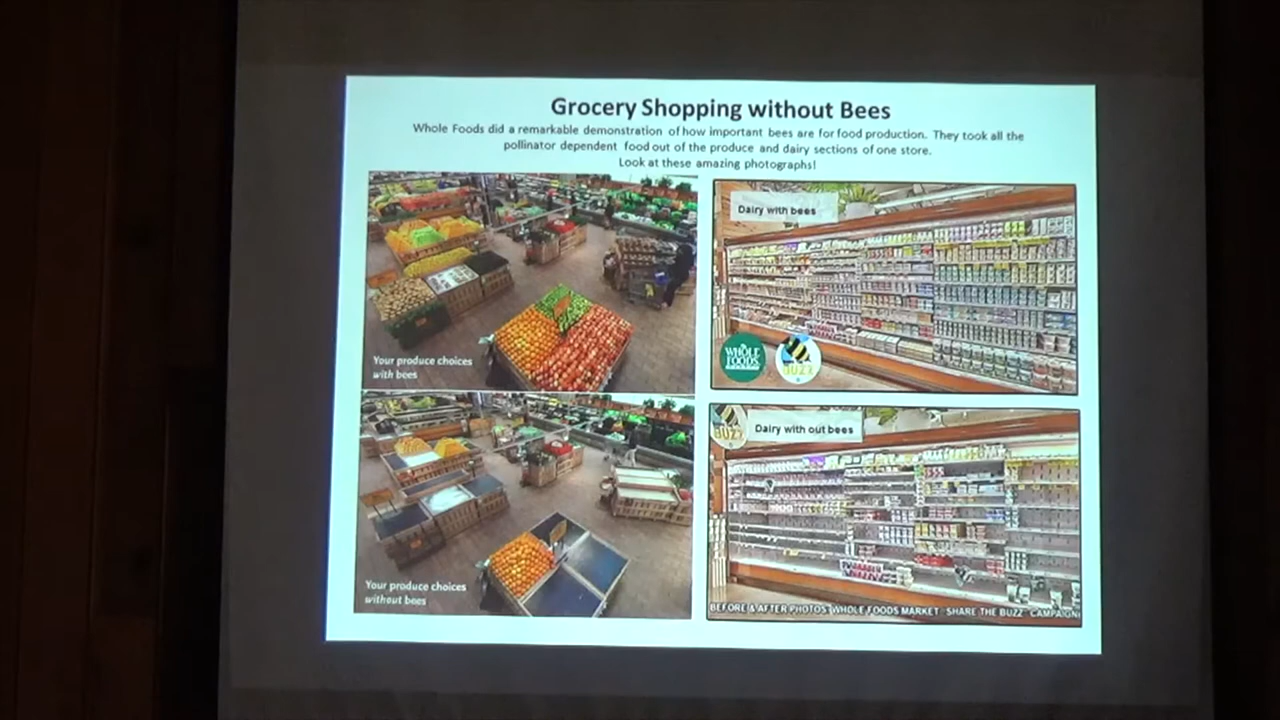 Grocery Shopping without Bees
Whole Foods did a remarkable demonstration of how important bees are for food production. They took all the
pollinator dependent food out of the produce and dairy sections of one store.
Look at these amazing photographs!
Your produce choices
with bees
Dairy with bees
WHOLE
FOODS
BUZZ
Your produce choices
without bees
BUZZ
Dairy with out bees
BEFORE & AFTER PHOTOS: WHOLE FOODS MARKET "SHARE THE BUZZ" CAMPAIGN